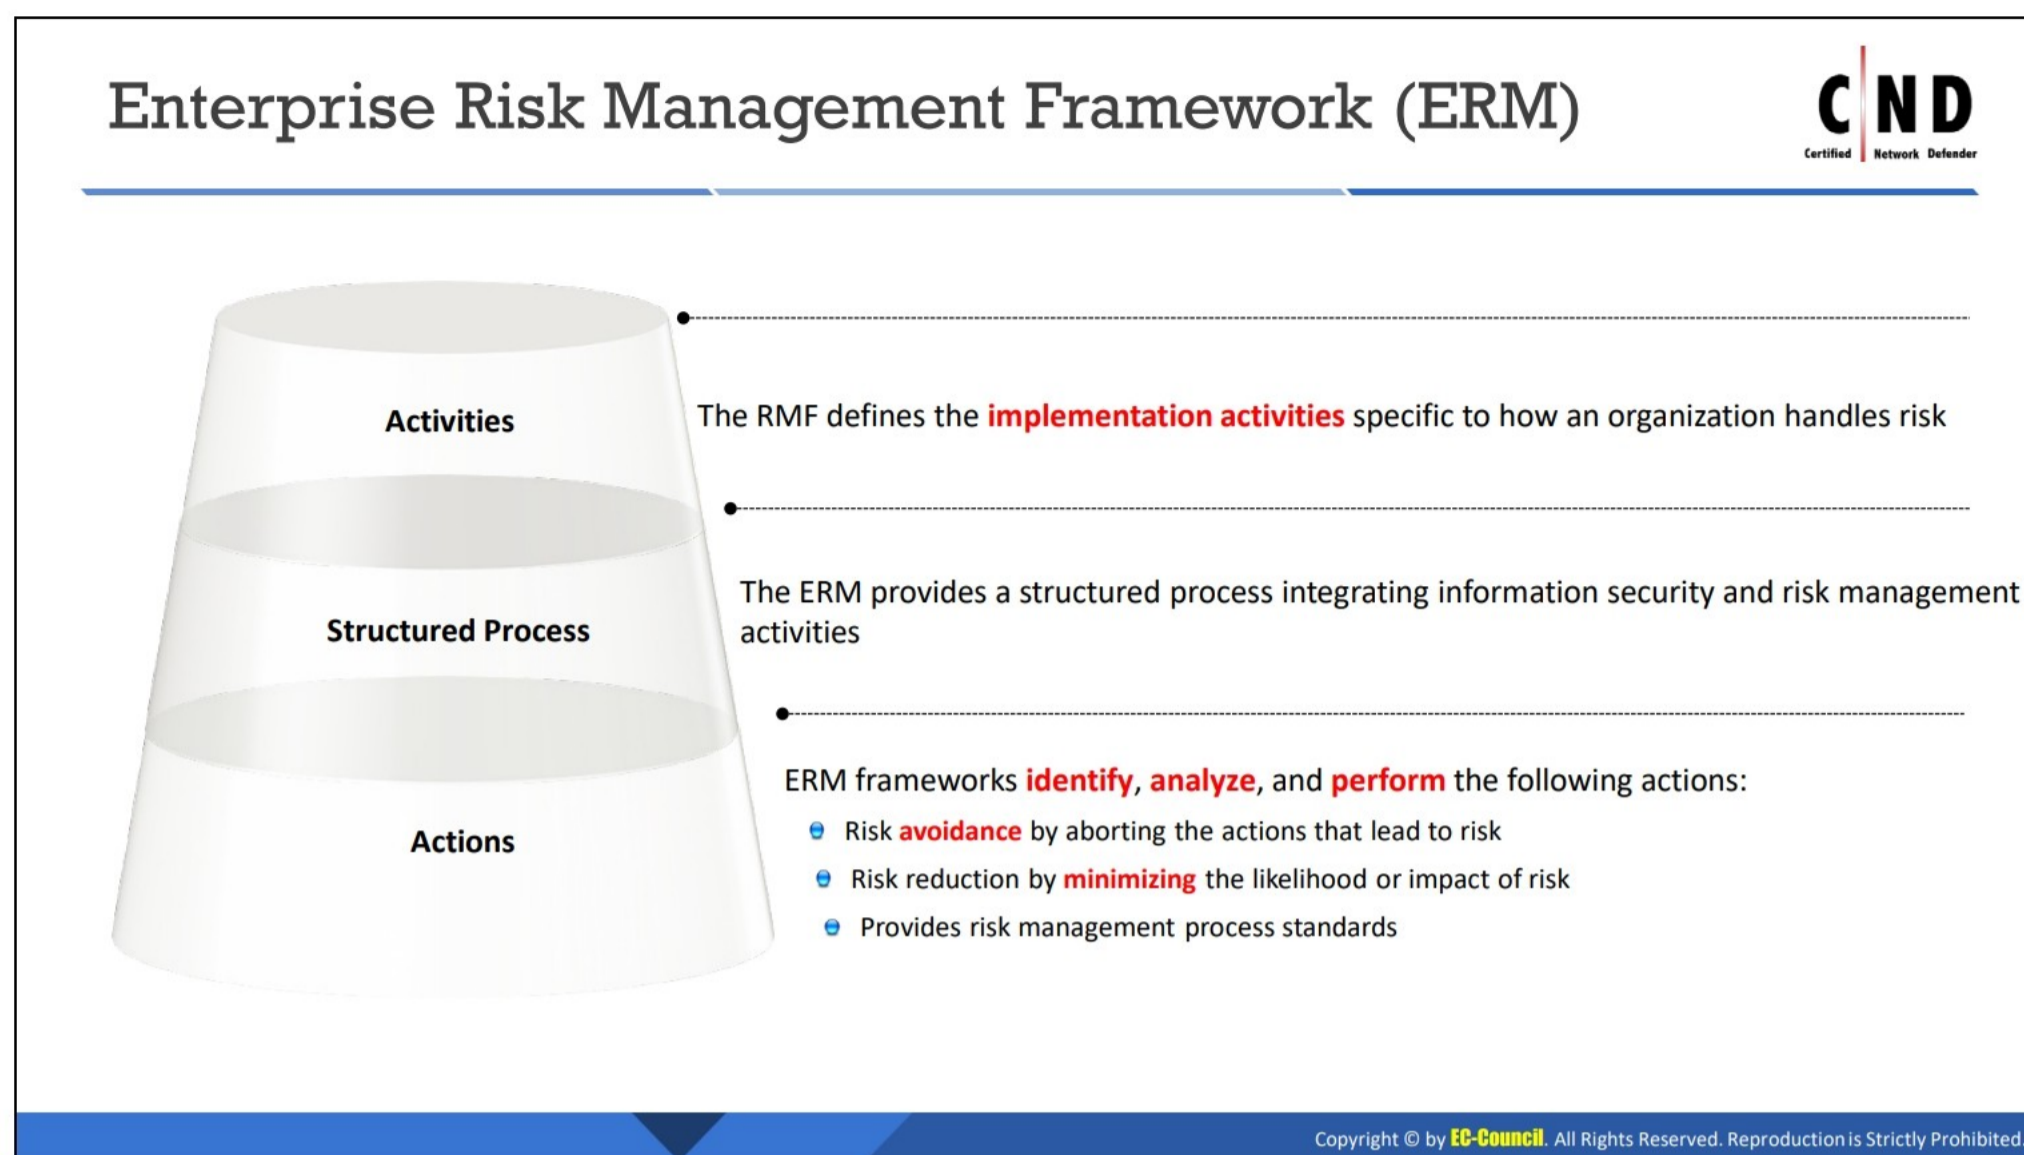 Enterprise Risk Management Framework (ERM)
C ND
Certified Network Defender
Activities
The RMF defines the implementation activities specific to how an organization handles risk
Structured Process
The ERM provides a structured process integrating information security and risk management
activities
Actions
ERM frameworks identify, analyze, and perform the following actions:
Risk avoidance by aborting the actions that lead to risk
Risk reduction by minimizing the likelihood or impact of risk
Provides risk management process standards
Copyright © by EC-Council. All Rights Reserved. Reproduction is Strictly Prohibited.